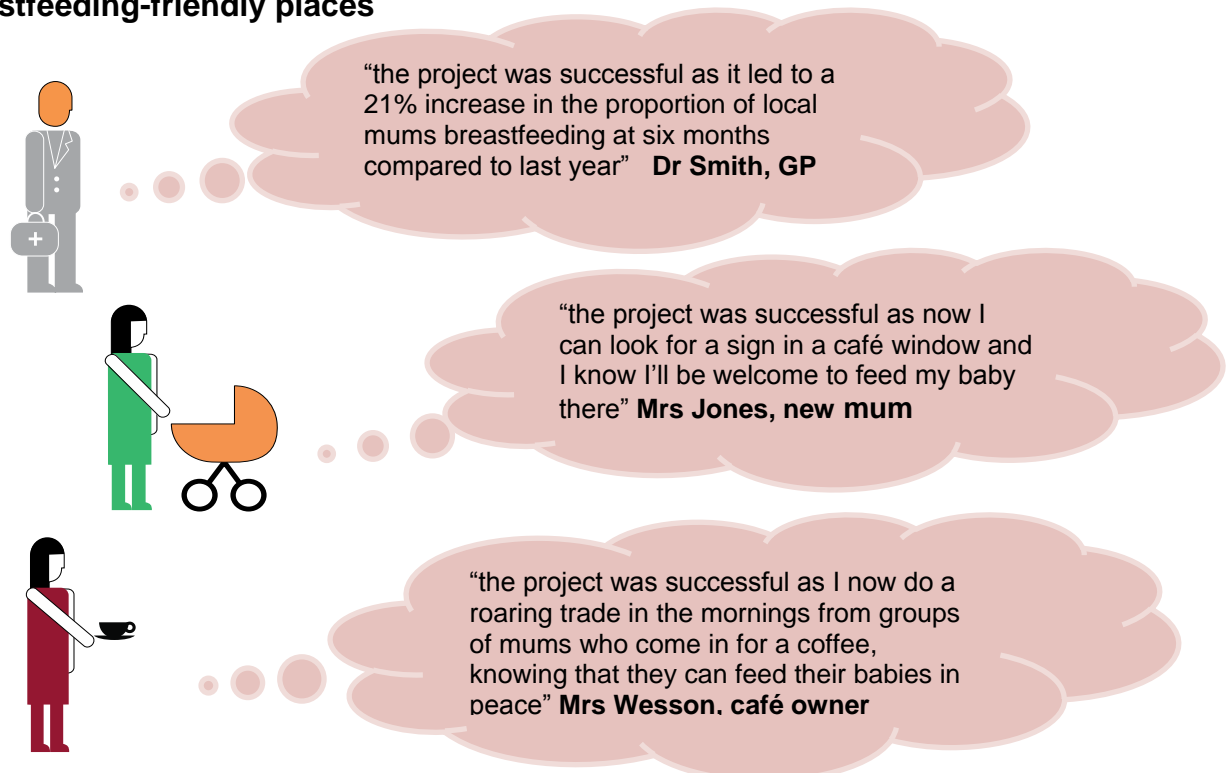 stfeeding-friendly places
“the project was successful as it led to a
21% increase in the proportion of local
mums breastfeeding at six months
compared to last year” Dr Smith, GP
“the project was successful as now I
can look for a sign in a café window and
I know I’ll be welcome to feed my baby
there” Mrs Jones, new mum
“the project was successful as I now do a
roaring trade in the mornings from groups
of mums who come in for a coffee,
knowing that they can feed their babies in
peace” Mrs Wesson, café owner